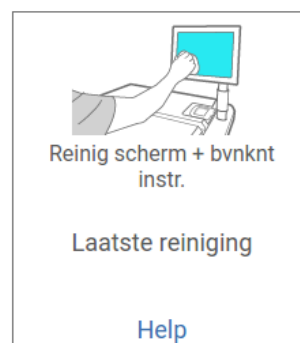 Reinig scherm + bvnknt
instr.
Laatste reiniging
Help